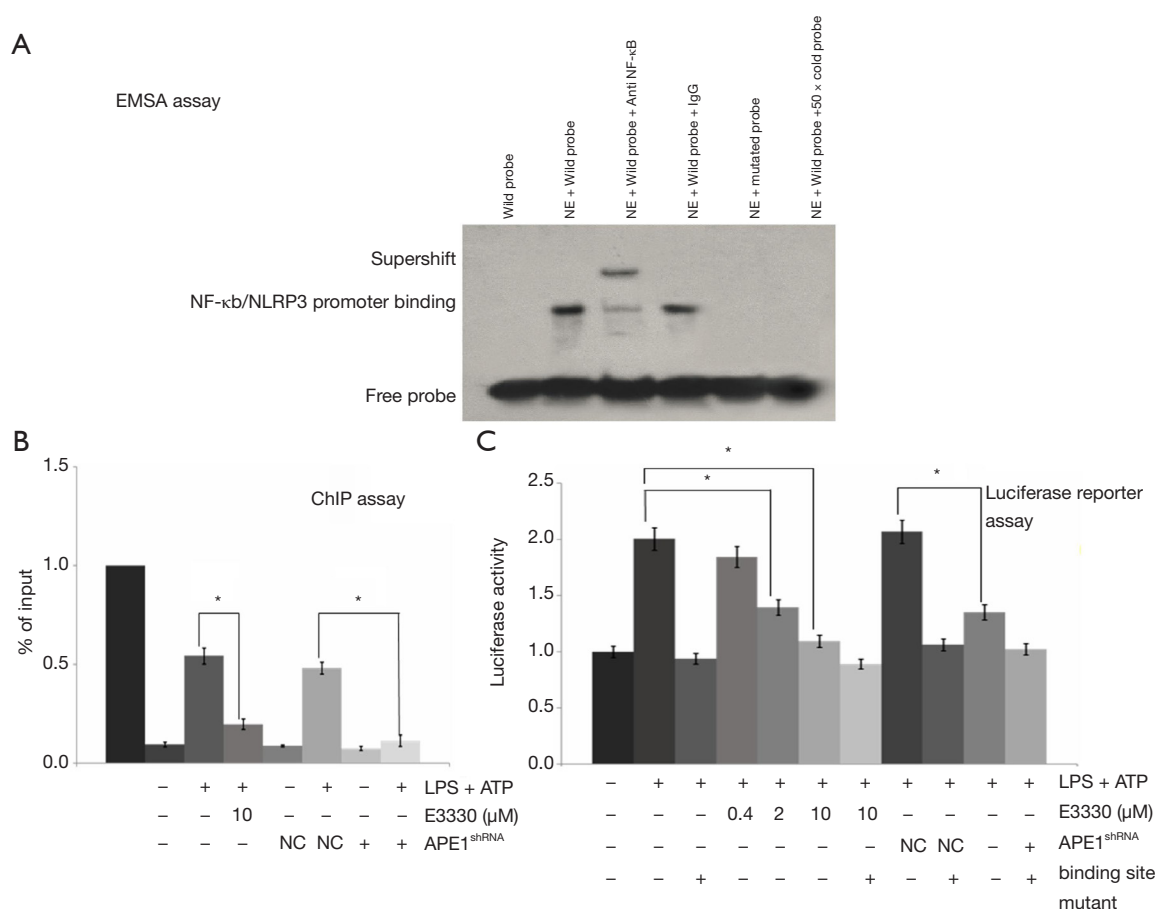 A
EMSA assay
Wild probe
NE + Wild probe
NE + Wild probe + Anti NF-κB
NE + Wild probe + IgG
NE + mutated probe
NE + Wild probe +50 × cold probe
Supershift
NF-κb/NLRP3 promoter binding
Free probe
B
ChIP assay
% of input
1.5
1.0
0.5
0.0
* *
– + + – + – + LPS + ATP
– – 10 – – – – E3330 (μM)
– – – NC NC + + APE1shRNA
C
Luciferase reporter
assay
Luciferase activity
2.5
2.0
1.5
1.0
0.5
0.0
*
* *
– + + + + + + + + + + LPS + ATP
– – – 0.4 2 10 10 – – – – E3330 (μM)
– – – – – – – NC NC – + APE1shRNA
– – + – – – + – + – + binding site
mutant